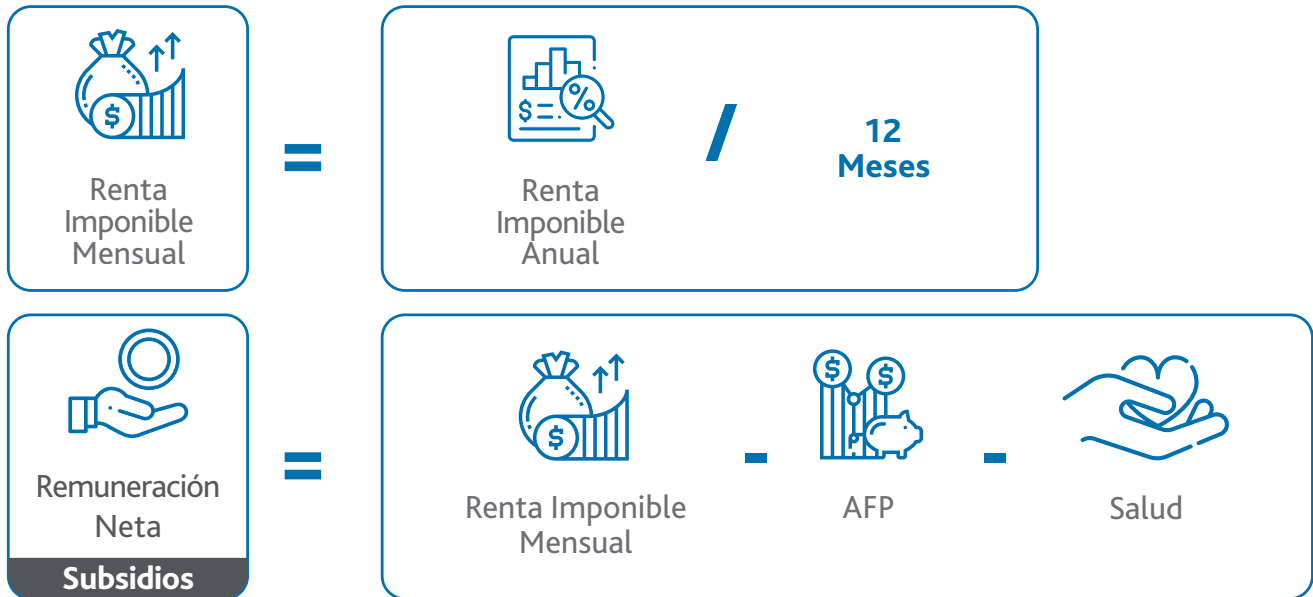 Renta
Imponible
Mensual
=
$ =
%
Renta
Imponible
Anual
/
12
Meses
Remuneración
Neta
Subsidios
=
$
Renta Imponible
Mensual
-
$
$
AFP
-
Salud